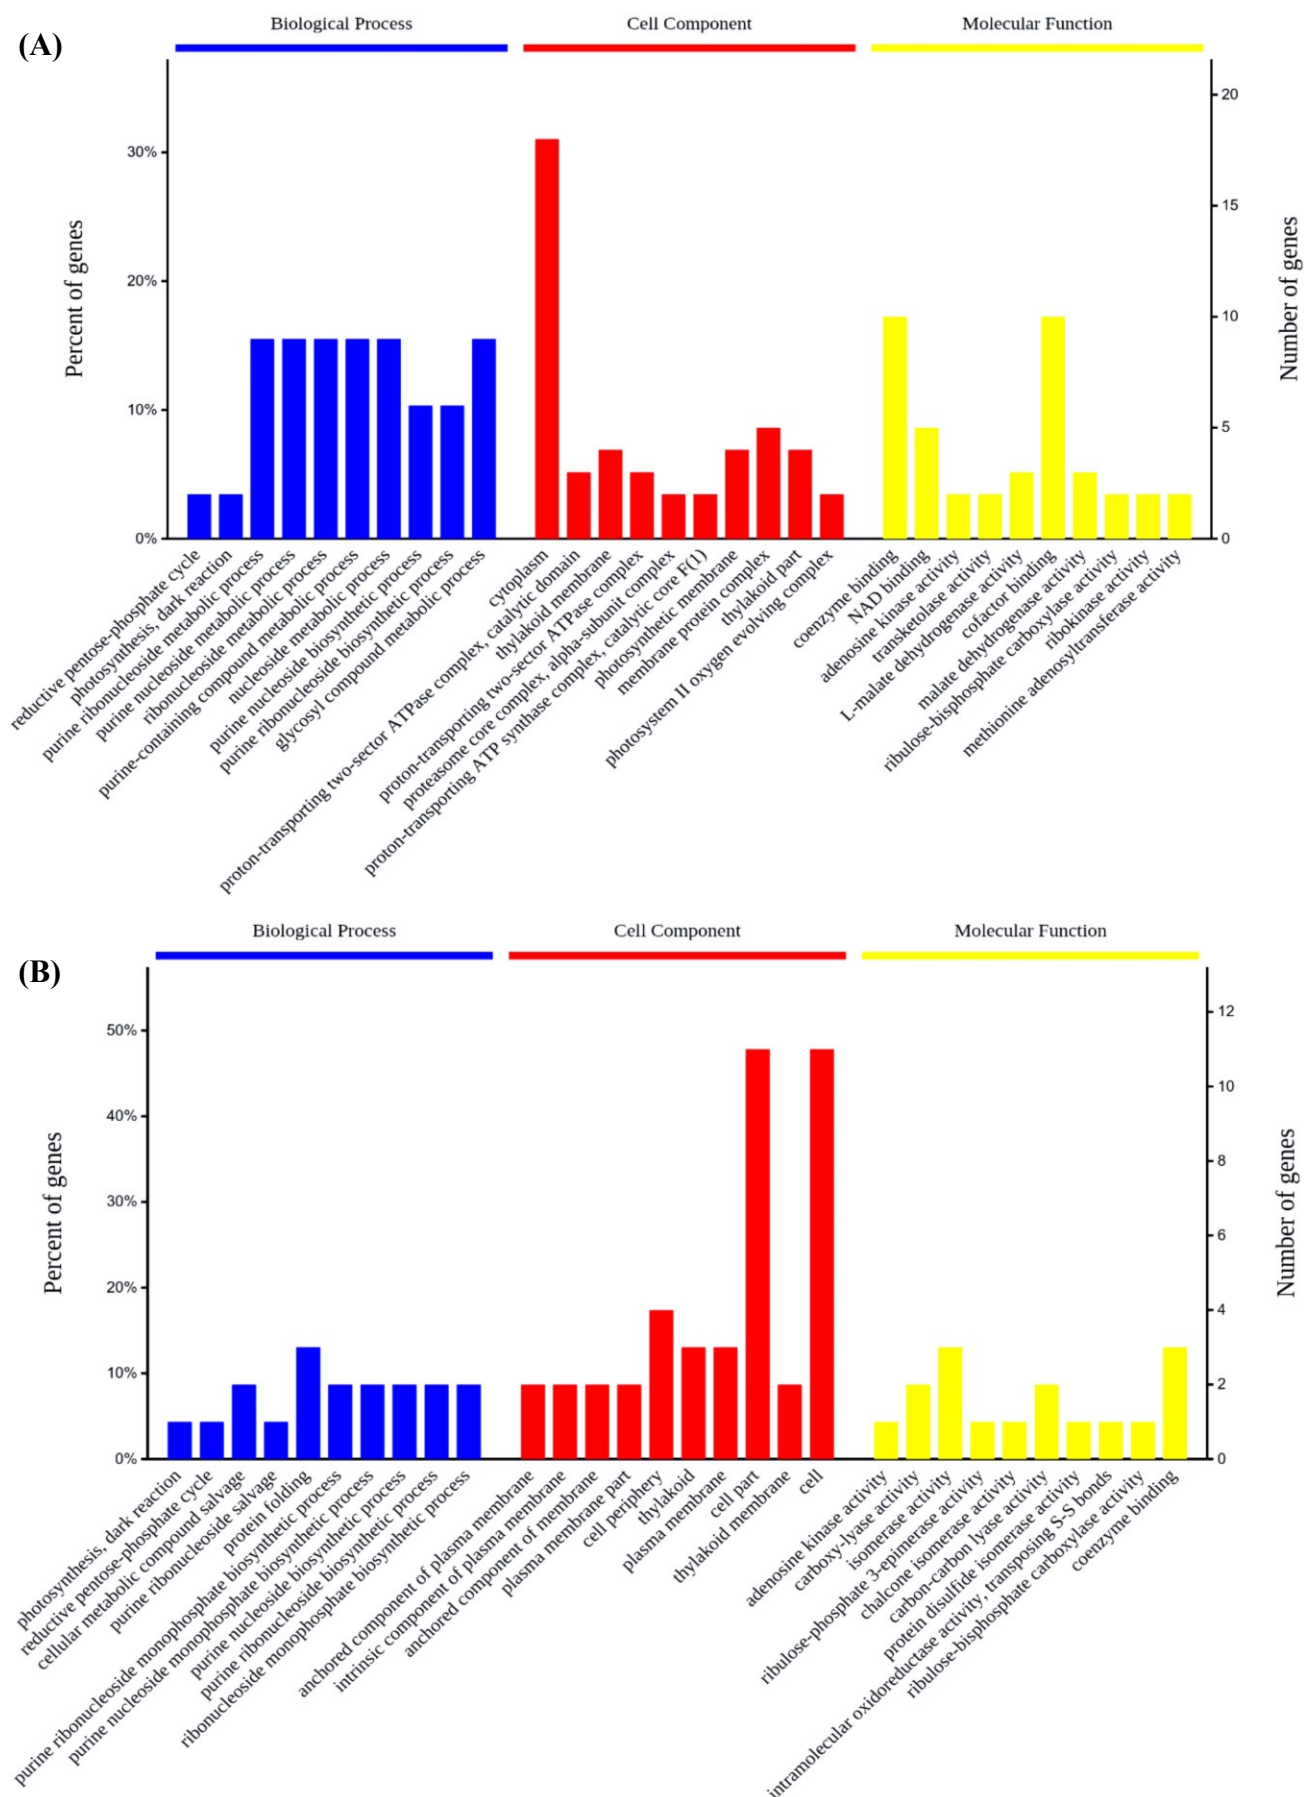 Biological Process
Cell Component
Molecular Function
(A)
Percent of genes
30%
20%
10%
0%
20
15
10
5
0
Number of genes
reductive pentose-phosphate cycle
photosynthesis, dark reaction
purine ribonucleoside metabolic process
purine nucleoside metabolic process
ribonucleoside metabolic process
purine-containing compound metabolic process
nucleoside metabolic process
purine nucleoside biosynthetic process
purine ribonucleoside biosynthetic process
glycosyl compound metabolic process
cytoplasm
proton-transporting two-sector ATPase complex, catalytic domain
thylakoid membrane
proton-transporting two-sector ATPase complex
proteasome core complex, alpha-subunit complex
proton-transporting ATP synthase complex, catalytic core F(1)
photosynthetic membrane
membrane protein complex
thylakoid part
photosystem II oxygen evolving complex
coenzyme binding
NAD binding
adenosine kinase activity
transketolase activity
L-malate dehydrogenase activity
cofactor binding
malate dehydrogenase activity
ribulose-bisphosphate carboxylase activity
ribokinase activity
methionine adenosyltransferase activity
Biological Process
Cell Component
Molecular Function
(B)
Percent of genes
50%
40%
30%
20%
10%
0%
12
10
8
6
4
2
0
Number of genes
photosynthesis, dark reaction
reductive pentose-phosphate cycle
cellular metabolic compound salvage
purine ribonucleoside salvage
protein folding
purine ribonucleoside monophosphate biosynthetic process
purine nucleoside monophosphate biosynthetic process
purine nucleoside biosynthetic process
purine ribonucleoside biosynthetic process
ribonucleoside monophosphate biosynthetic process
anchored component of plasma membrane
intrinsic component of plasma membrane
anchored component of membrane
plasma membrane part
cell periphery
thylakoid
plasma membrane
cell part
thylakoid membrane
cell
adenosine kinase activity
carboxy-lyase activity
isomerase activity
ribulose-phosphate 3-epimerase activity
chalcone isomerase activity
carbon-carbon lyase activity
protein disulfide isomerase activity
intramolecular oxidoreductase activity, transposing S-S bonds
ribulose-bisphosphate carboxylase activity
coenzyme binding